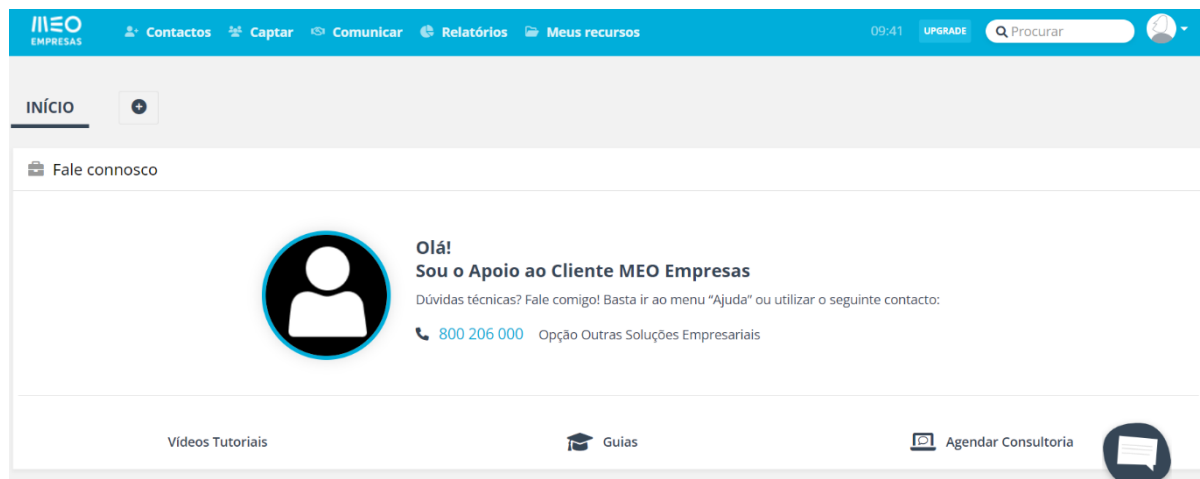 MEO
EMPRESAS
Contactos Captar Comunicar Relatórios Meus recursos 09:41 UPGRADE Procurar
INÍCIO
Fale connosco
Olá!
Sou o Apoio ao Cliente MEO Empresas
Dúvidas técnicas? Fale comigo! Basta ir ao menu “Ajuda” ou utilizar o seguinte contacto:
800 206 000 Opção Outras Soluções Empresariais
Vídeos Tutoriais Guias Agendar Consultoria